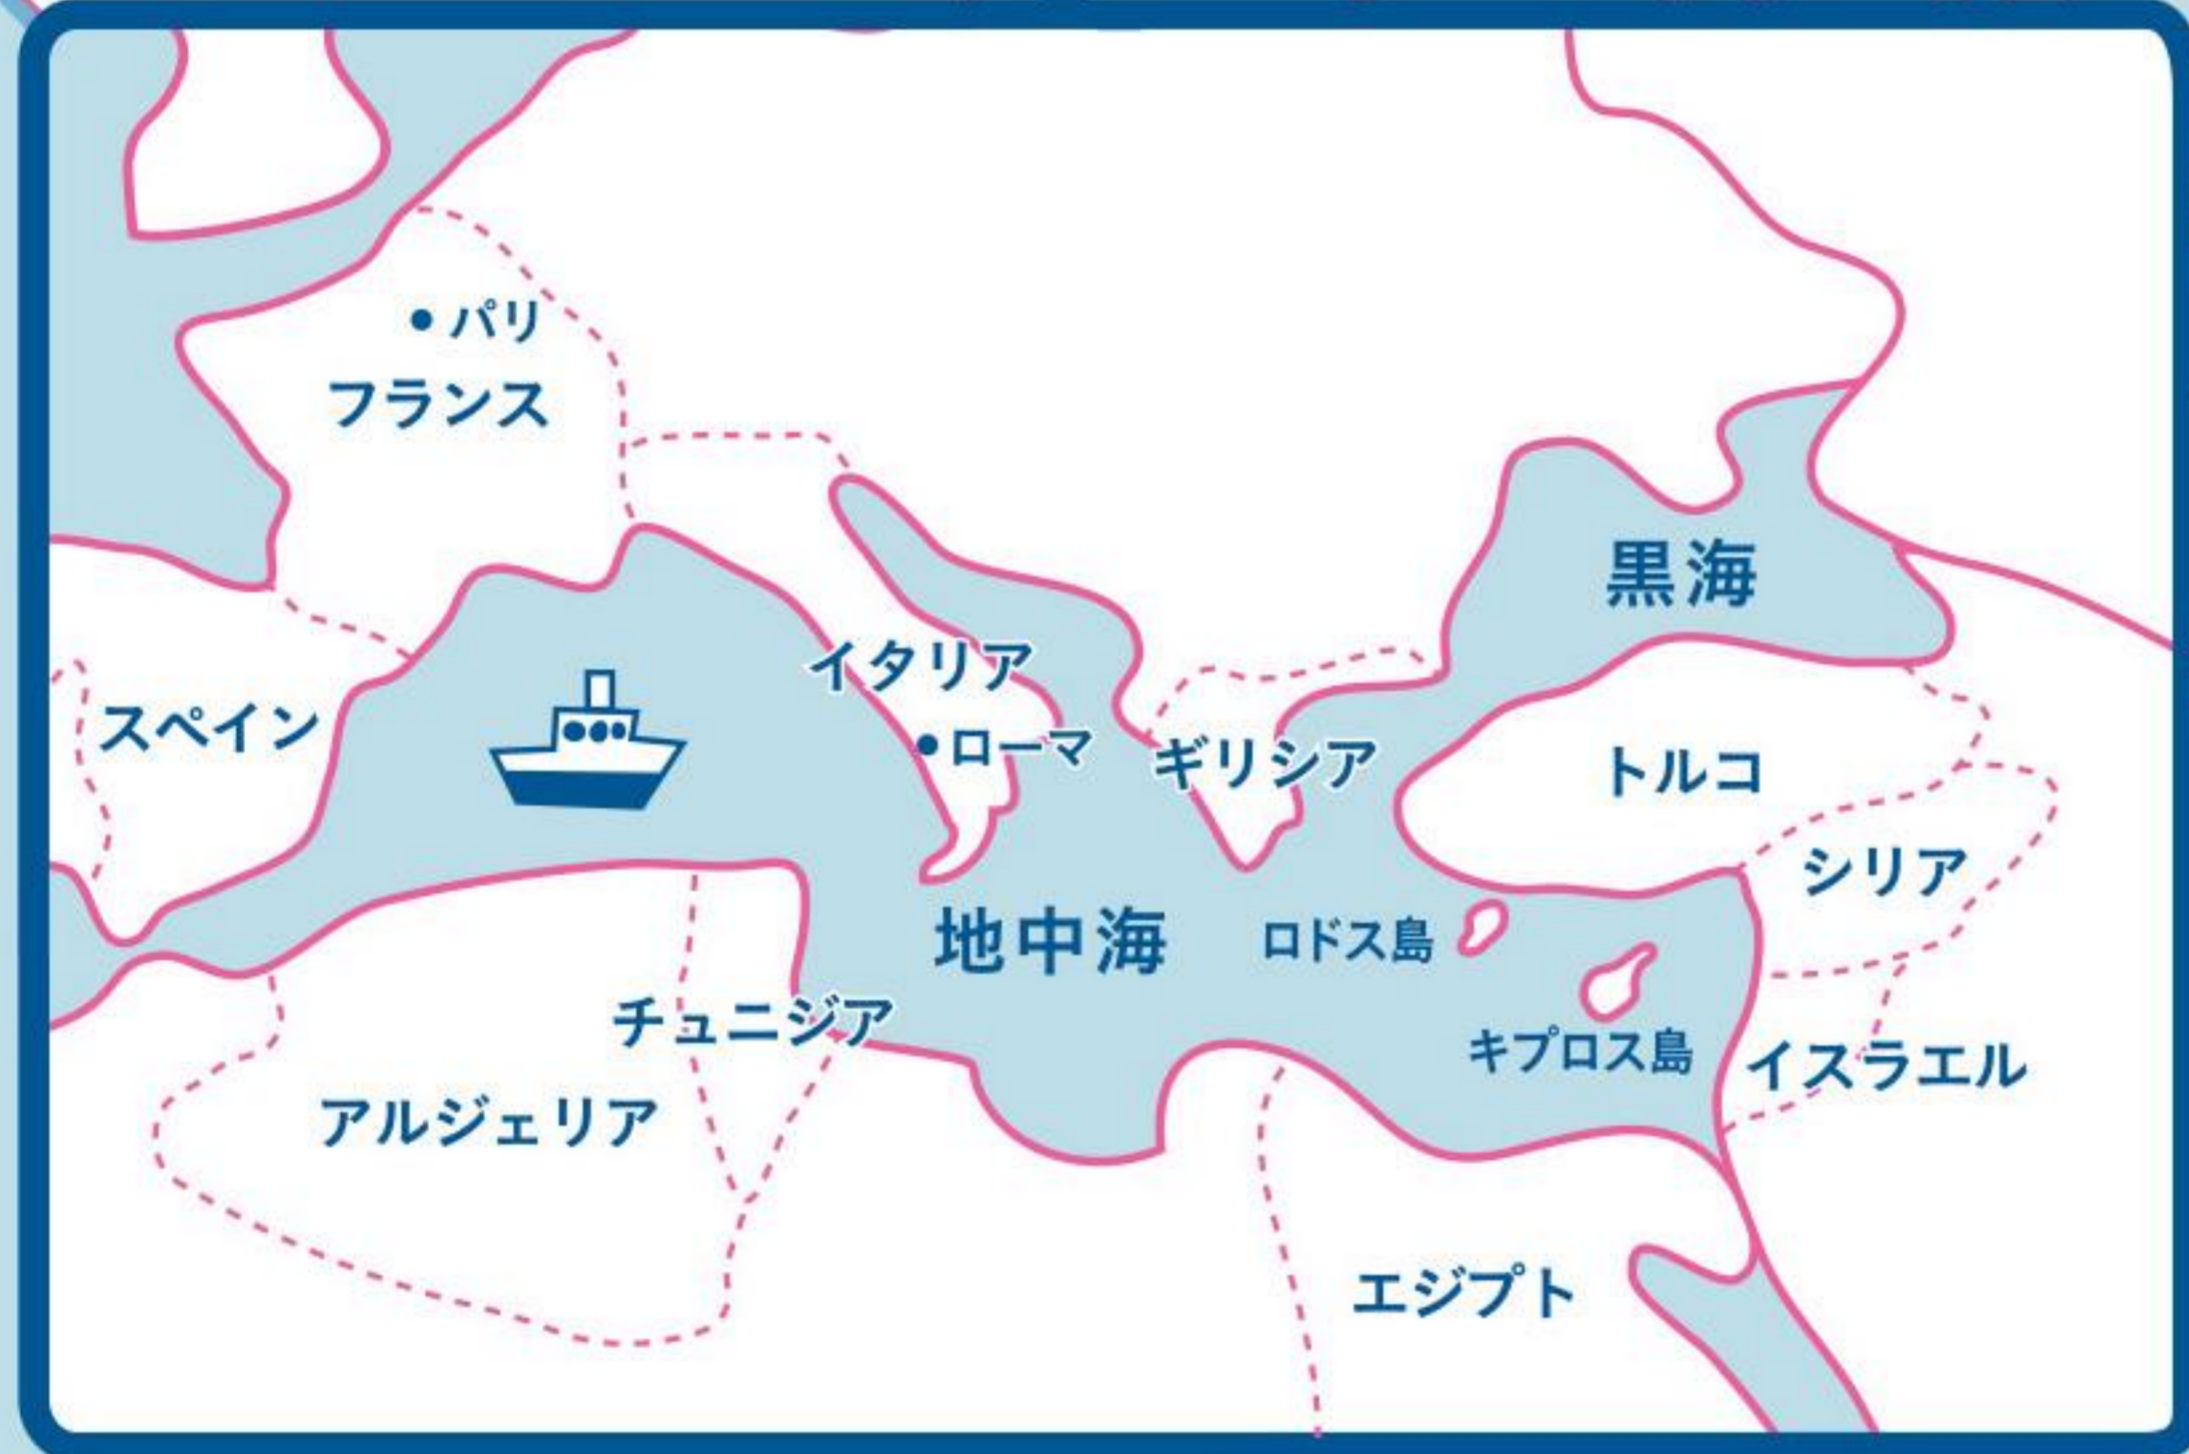 パリ
フランス
黒海
イタリア
スペイン
ローマ
ギリシア
トルコ
シリア
地中海
ロドス島
チュニジア
キプロス島
イスラエル
アルジェリア
エジプト